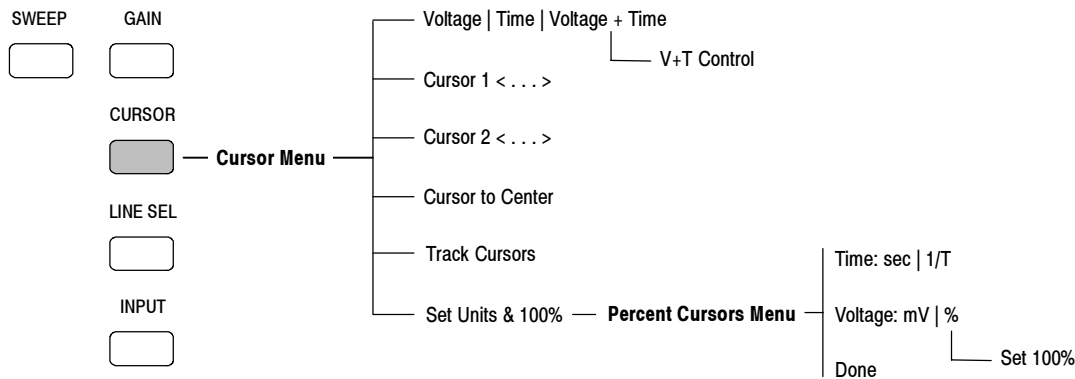 SWEEP
GAIN
CURSOR
LINE SEL
INPUT
Cursor Menu
Voltage | Time | Voltage + Time
V+T Control
Cursor 1 < . . . >
Cursor 2 < . . . >
Cursor to Center
Track Cursors
Set Units & 100%
Percent Cursors Menu
Time: sec | 1/T
Voltage: mV | %
Set 100%
Done